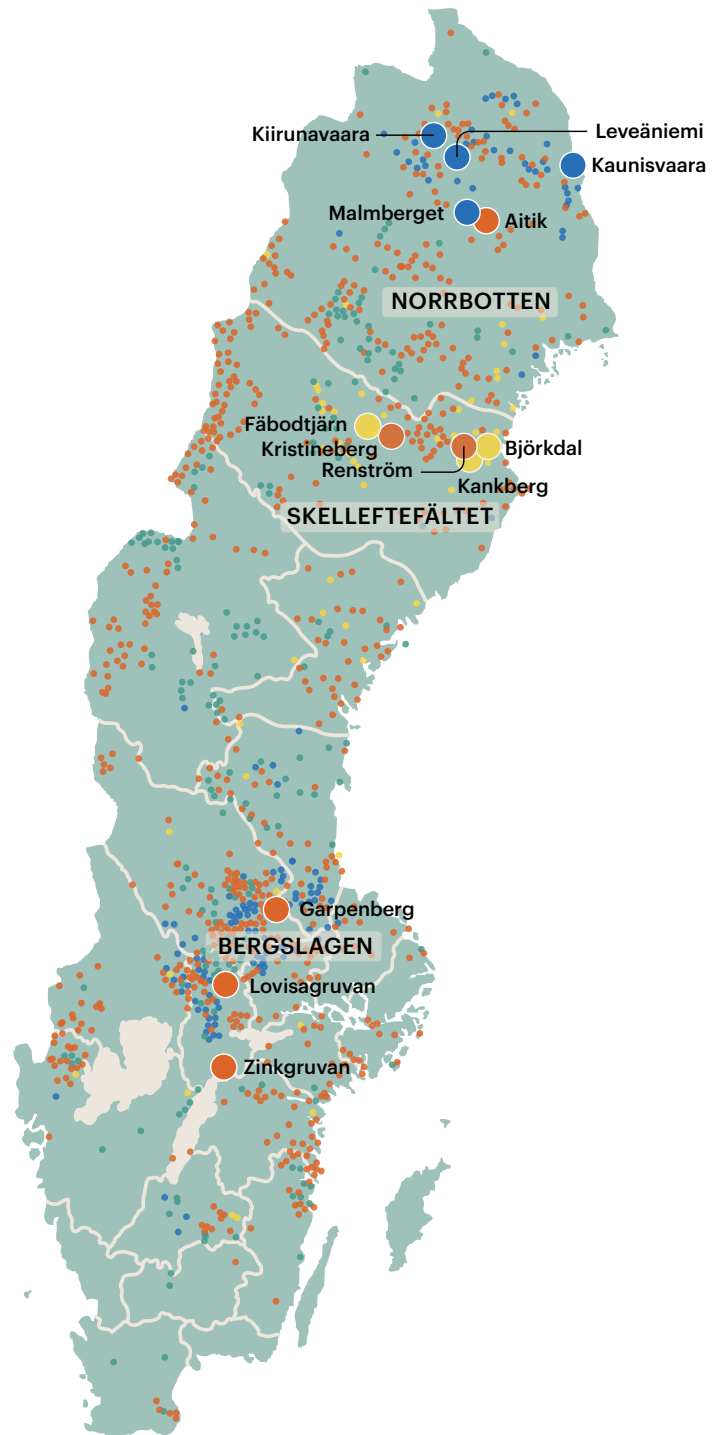 Kiirunavaara
Leveäniemi
Kaunisvaara
Malmberget
Aitik
NORRBOTTEN
Fäbodtjärn
Kristineberg
Björkdal
Renström
Kankberg
SKELLEFTEFÄLTET
Garpenberg
BERGSLAGEN
Lovisagruvan
Zinkgruvan